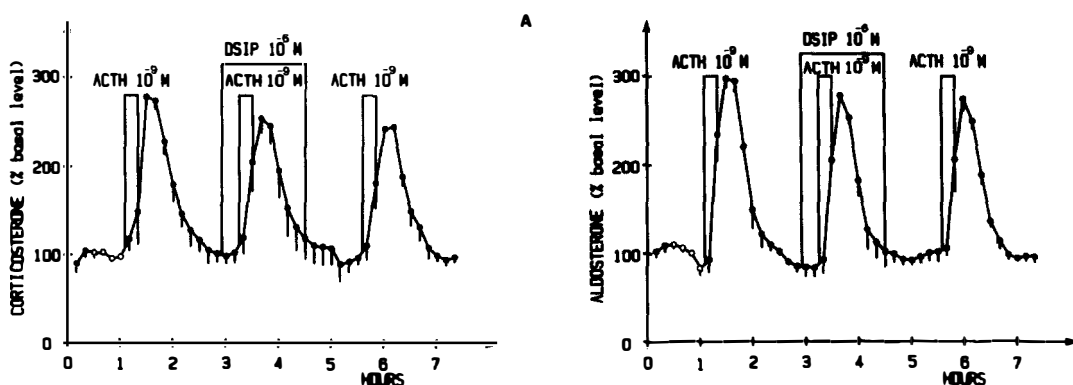 A
DSIP 10⁻⁶ M
ACTH 10⁻⁹ M
ACTH 10⁻⁹ M
ACTH 10⁻⁹ M
CORTICOSTERONE (% basal level)
300
200
100
0
0 1 2 3 4 5 6 7
HOURS
DSIP 10⁻⁶ M
ACTH 10⁻⁹ M
ACTH 10⁻⁹ M
ACTH 10⁻⁹ M
ALDOSTERONE (% basal level)
300
200
100
0
0 1 2 3 4 5 6 7
HOURS